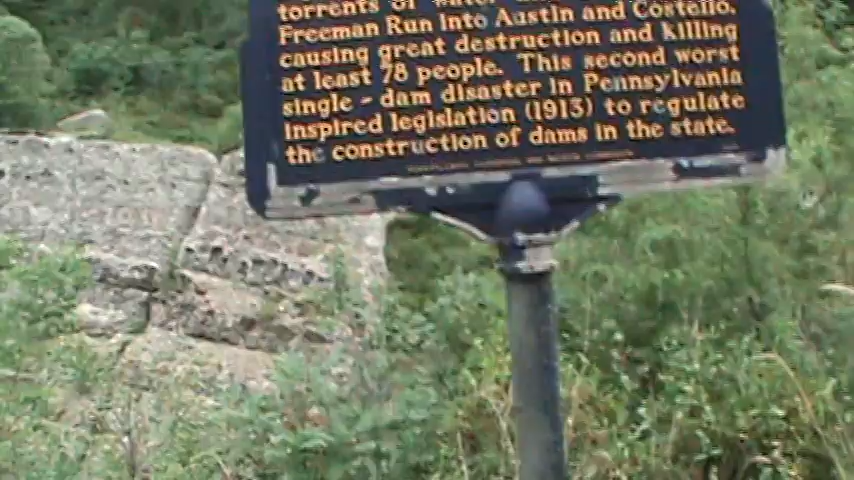 torrents of water
Freeman Run into Austin and Costello,
causing great destruction and killing
at least 78 people. This second worst
single - dam disaster in Pennsylvania
inspired legislation (1913) to regulate
the construction of dams in the state.